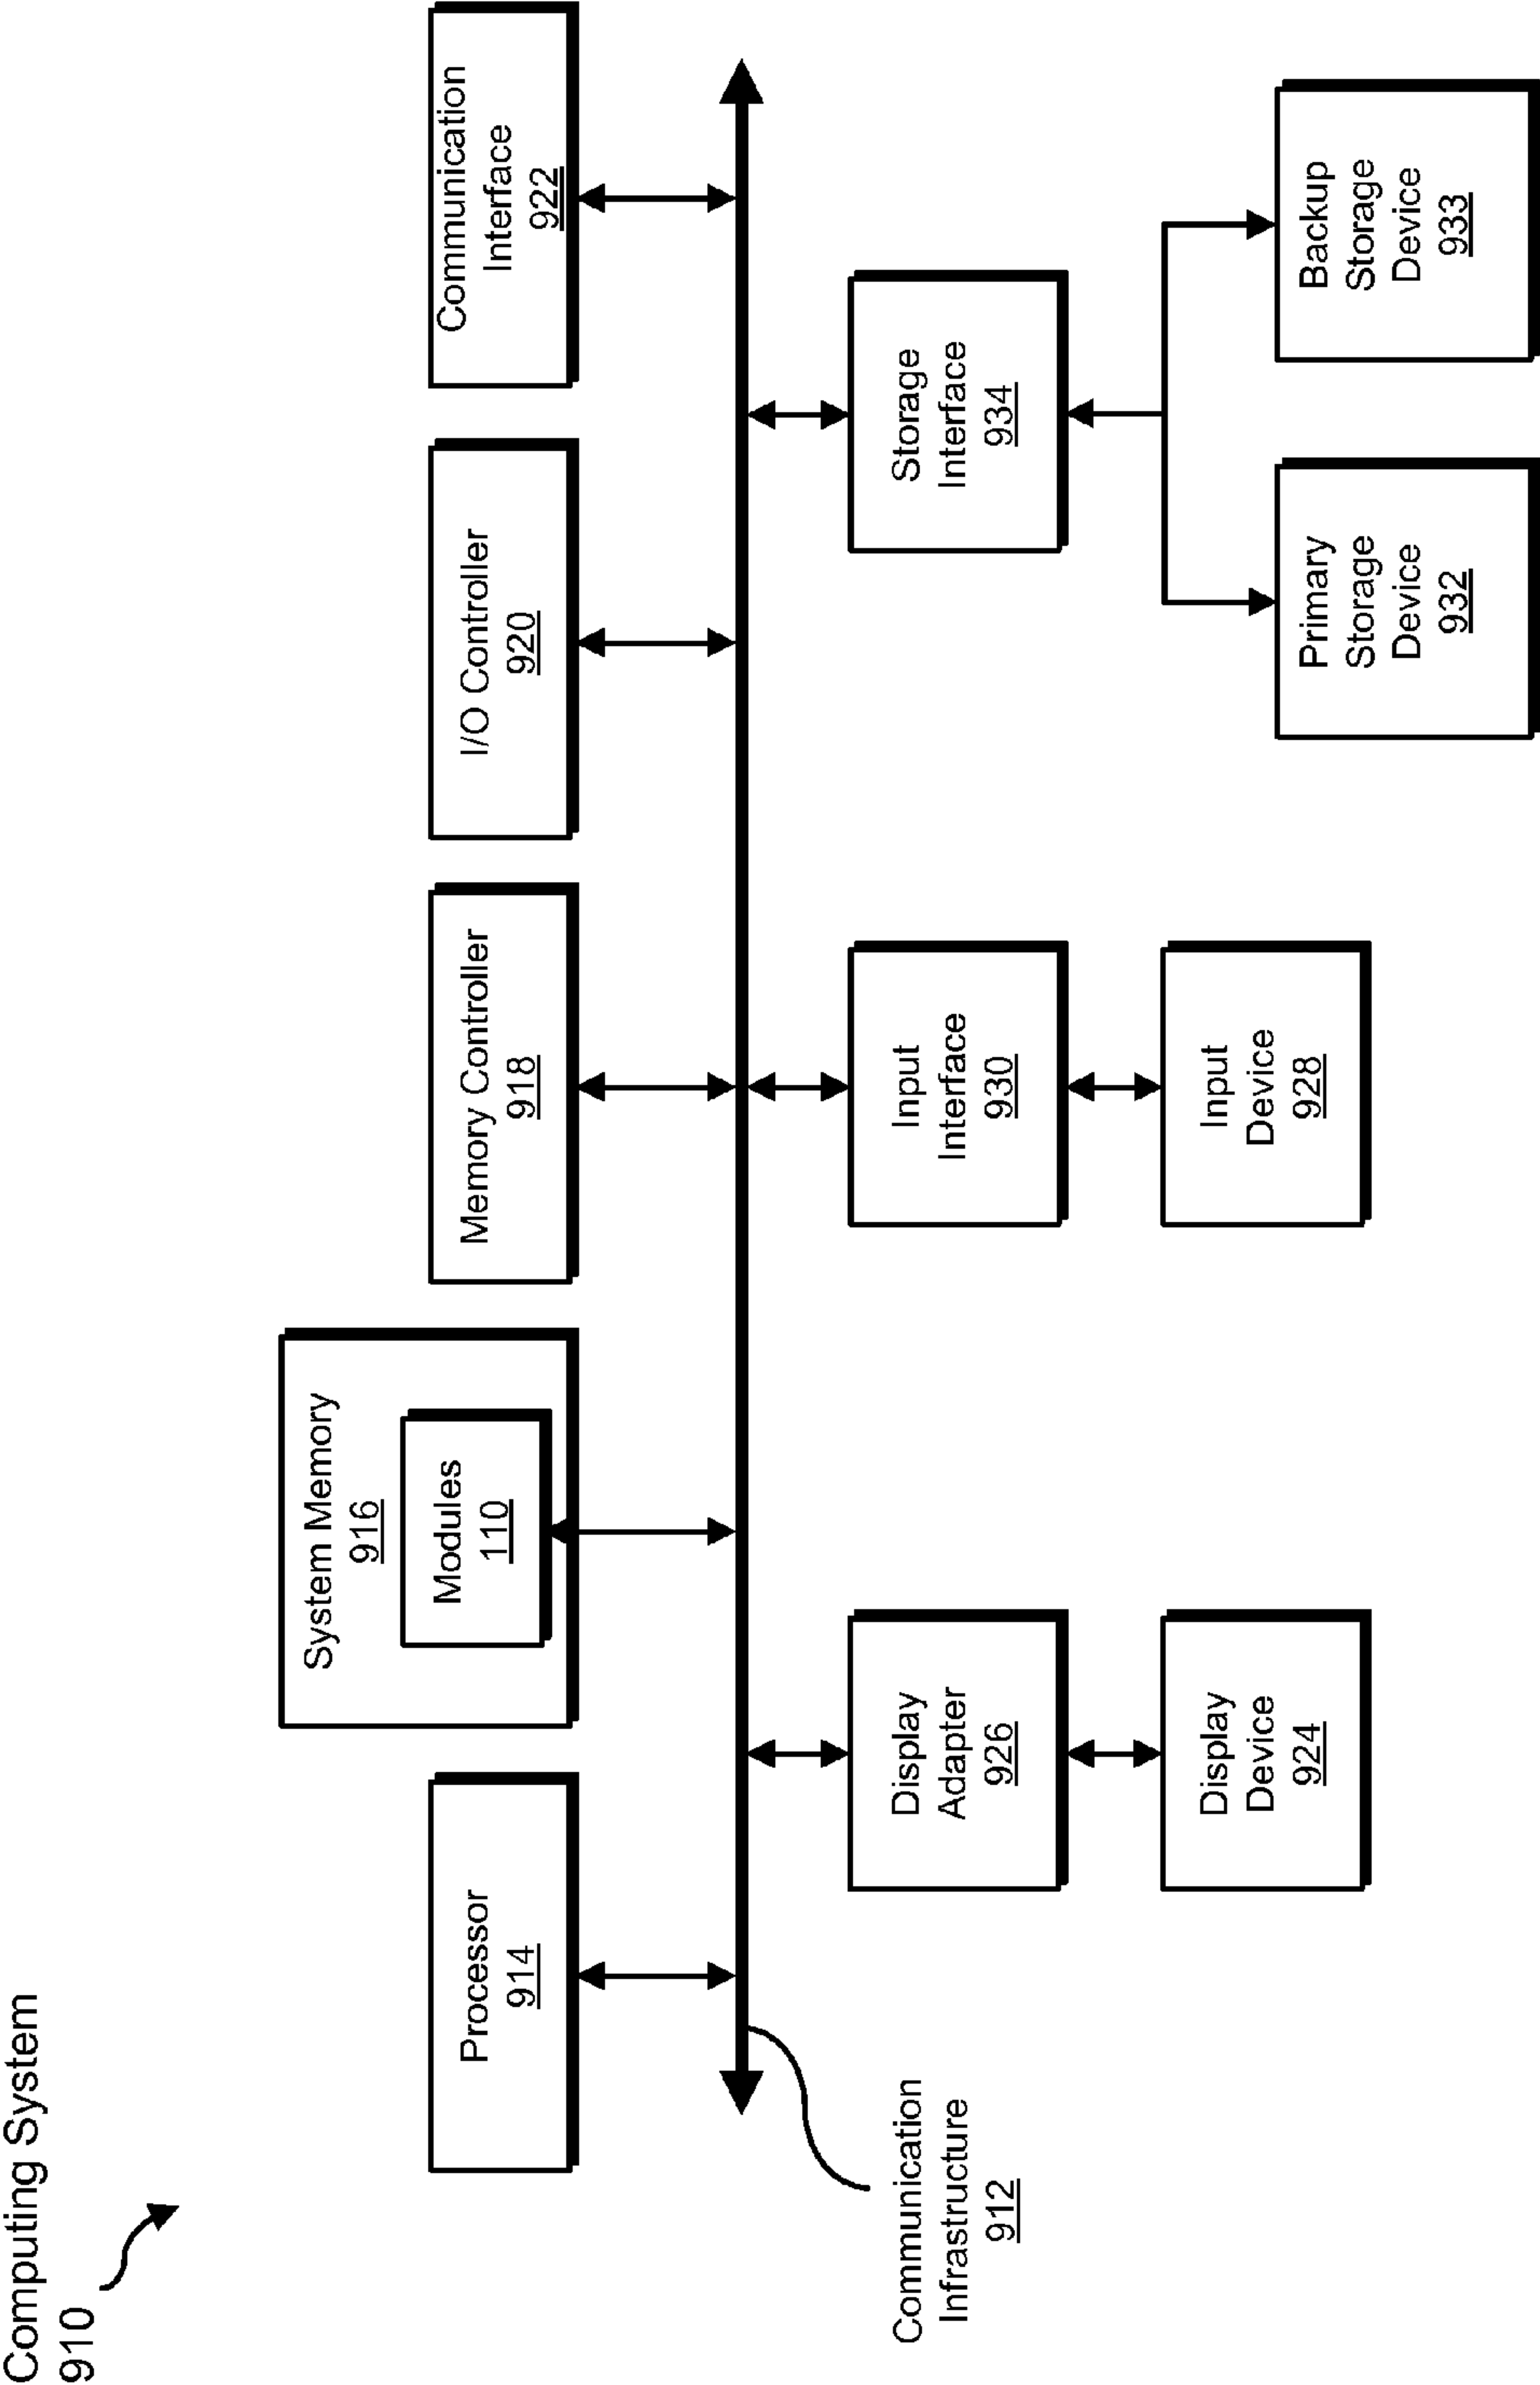 Computing System
910
Processor
914
System Memory
916
Modules
110
Memory Controller
918
I/O Controller
920
Communication
Interface
922
Communication
Infrastructure
912
Display
Adapter
926
Input
Interface
930
Storage
Interface
934
Display
Device
924
Input
Device
928
Primary
Storage
Device
932
Backup
Storage
Device
933